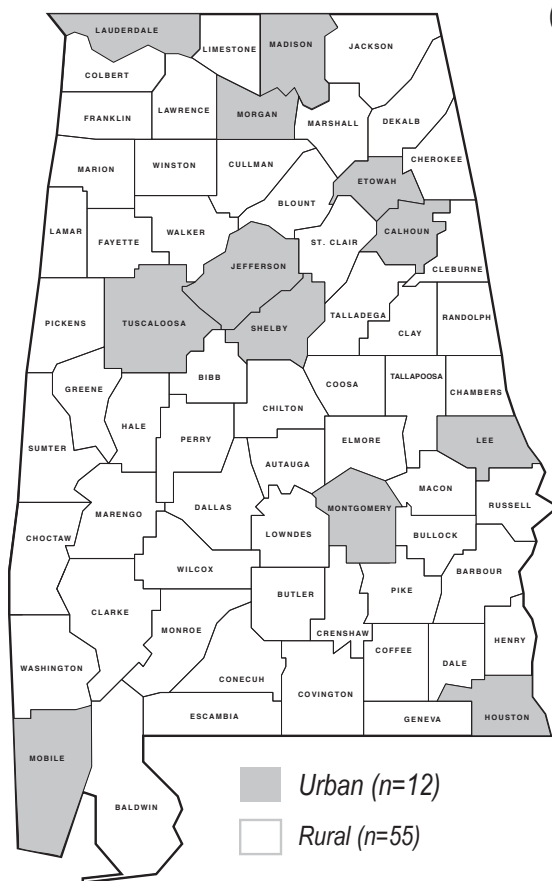 LAUDERDALE
LIMESTONE
MADISON
JACKSON
COLBERT
LAWRENCE
FRANKLIN
MORGAN
MARSHALL
DEKALB
CHEROKEE
MARION
WINSTON
CULLMAN
ETOWAH
BLOUNT
LAMAR
FAYETTE
WALKER
ST. CLAIR
CALHOUN
JEFFERSON
CLEBURNE
PICKENS
TUSCALOOSA
SHELBY
TALLADEGA
CLAY
RANDOLPH
GREENE
BIBB
COOSA
TALLAPOOSA
CHAMBERS
HALE
CHILTON
SUMTER
PERRY
ELMORE
LEE
AUTAUGA
MACON
RUSSELL
MARENGO
DALLAS
MONTGOMERY
CHOCTAW
LOWNDES
BULLOCK
WILCOX
BARBOUR
CLARKE
BUTLER
PIKE
MONROE
CRENSHAW
HENRY
WASHINGTON
COFFEE
DALE
CONECUH
COVINGTON
ESCAMBIA
GENEVA
HOUSTON
MOBILE
BALDWIN
Urban (n=12)
Rural (n=55)